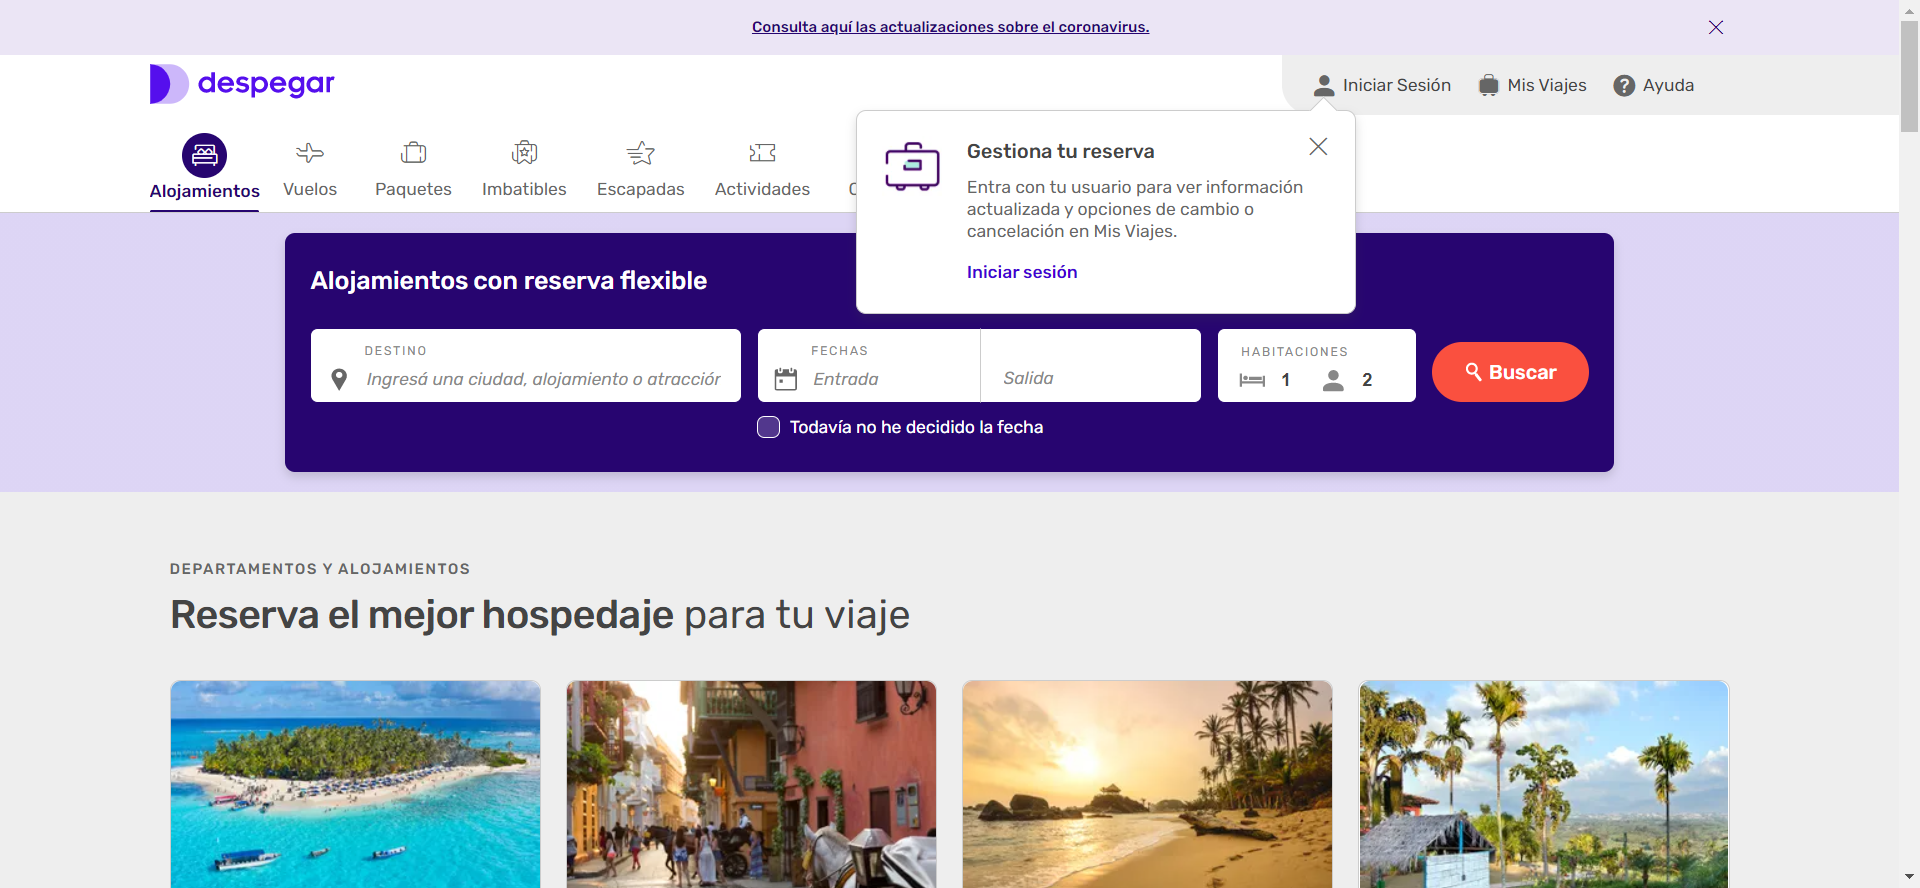 Consulta aquí las actualizaciones sobre el coronavirus.
despegar
Iniciar Sesión
Mis Viajes
? Ayuda
Alojamientos
Vuelos
Paquetes
Imbatibles
Escapadas
Actividades
Gestiona tu reserva
Entra con tu usuario para ver información
actualizada y opciones de cambio o
cancelación en Mis Viajes.
Iniciar sesión
Alojamientos con reserva flexible
DESTINO
Ingresá una ciudad, alojamiento o atracción
FECHAS
Entrada
Salida
HABITACIONES
1
2
Buscar
Todavía no he decidido la fecha
DEPARTAMENTOS Y ALOJAMIENTOS
Reserva el mejor hospedaje para tu viaje